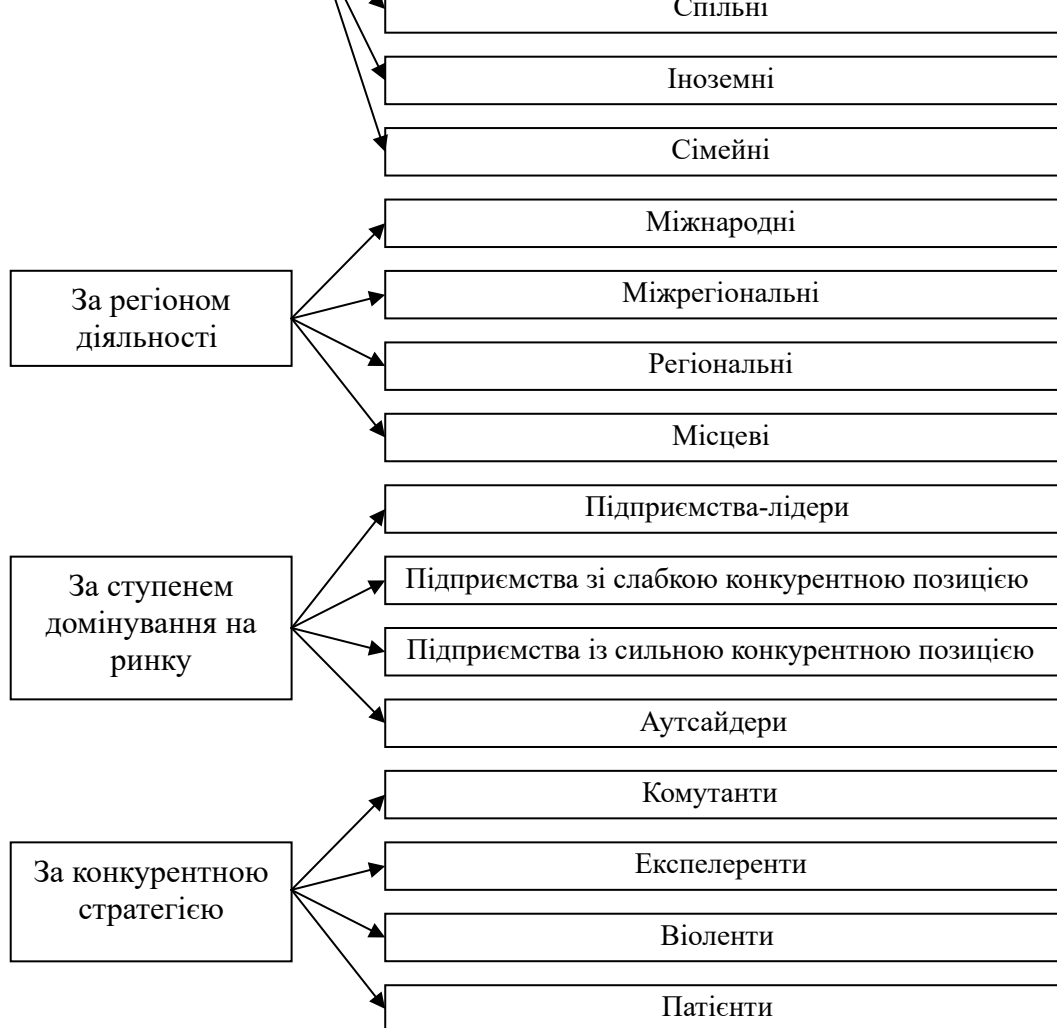 Спільні
Іноземні
Сімейні
За регіоном
діяльності
Міжнародні
Міжрегіональні
Регіональні
Місцеві
За ступенем
домінування на
ринку
Підприємства-лідери
Підприємства зі слабкою конкурентною позицією
Підприємства із сильною конкурентною позицією
Аутсайдери
За конкурентною
стратегією
Комутанти
Експелеренти
Віоленти
Патієнти